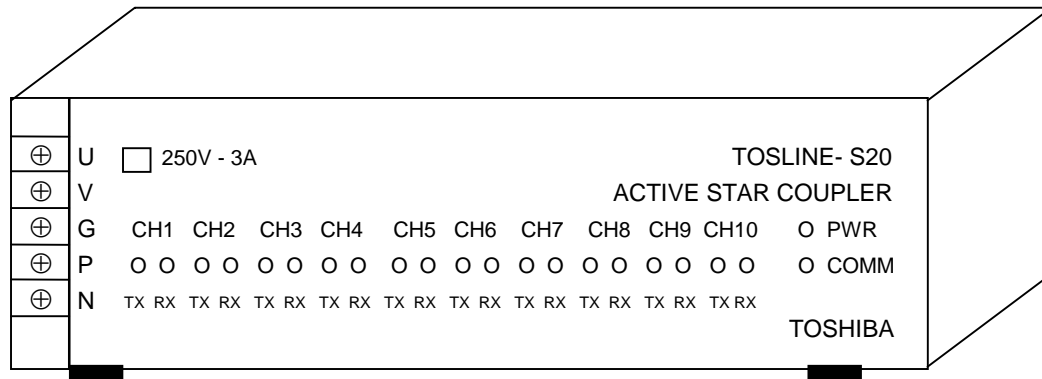 U 250V - 3A TOSLINE- S20
V ACTIVE STAR COUPLER
G CH1 CH2 CH3 CH4 CH5 CH6 CH7 CH8 CH9 CH10 O PWR
P O O O O O O O O O O O O O O O O O O O O O COMM
N TX RX TX RX TX RX TX RX TX RX TX RX TX RX TX RX TX RX TX RX
TOSHIBA